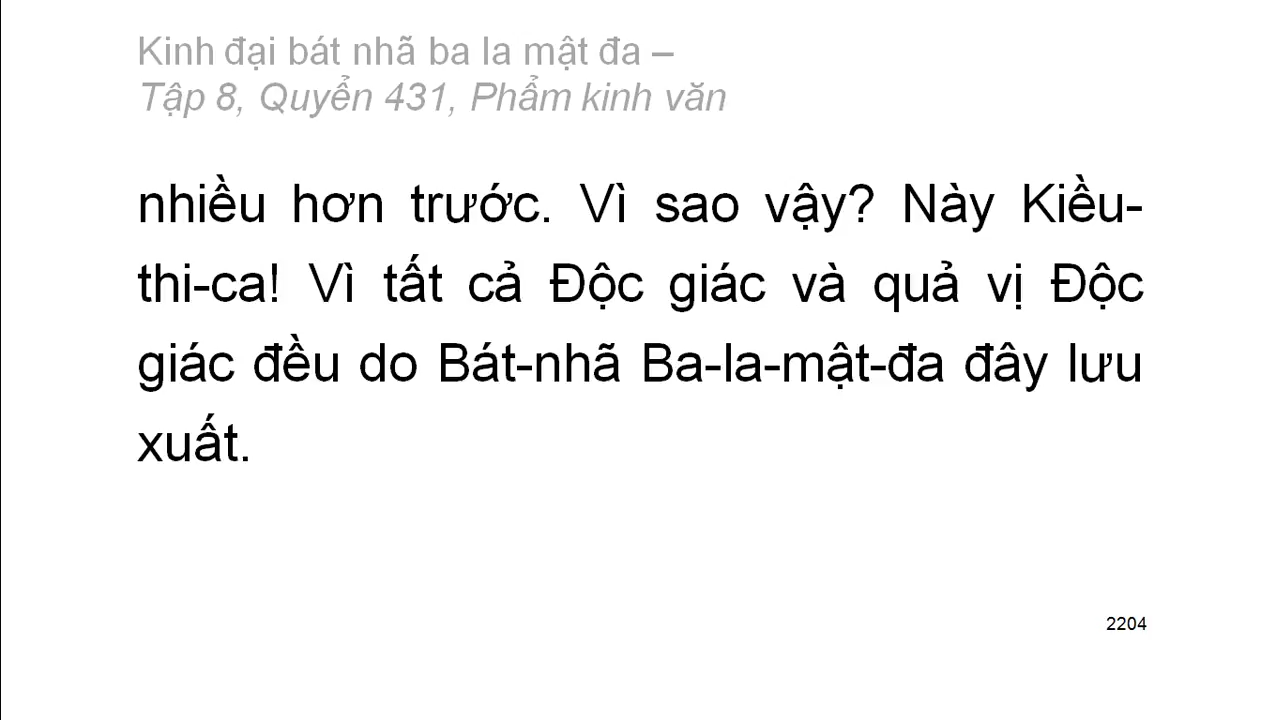 Kinh đại bát nhã ba la mật đa –
Tập 8, Quyển 431, Phẩm kinh văn
nhiều hơn trước. Vì sao vậy? Này Kiều-
thi-ca! Vì tất cả Độc giác và quả vị Độc
giác đều do Bát-nhã Ba-la-mật-đa đây lưu
xuất.
2204